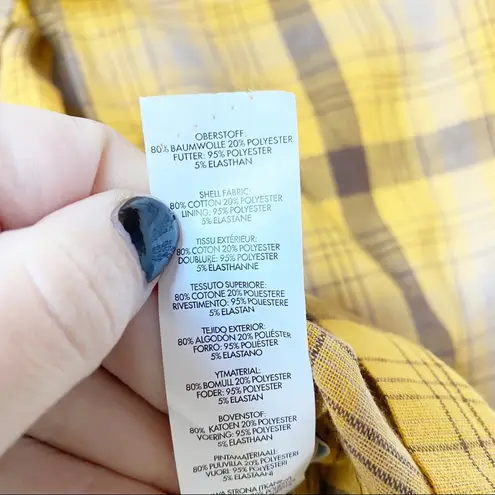 OBERSTOFF:
80% BAUMWOLLE 20% POLYESTER
FUTTER: 95% POLYESTER
5% ELASTHAN
SHELL FABRIC:
80% COTTON 20% POLYESTER
LINING: 95% POLYESTER
5% ELASTANE
TISSU EXTÉRIEUR:
80% COTON 20% POLYESTER
DOUBLURE: 95% POLYESTER
5% ELASTHANNE
TESSUTO SUPERIORE:
80% COTONE 20% POLIESTERE
RIVESTIMENTO: 95% POLIESTERE
5% ELASTAN
TEJIDO EXTERIOR:
80% ALGODÓN 20% POLIÉSTER
FORRO: 95% POLIÉSTER
5% ELASTANO
YTMATERIAL:
80% BOMULL 20% POLYESTER
FODER: 95% POLYESTER
5% ELASTAN
BOVENSTOF:
80% KATOEN 20% POLYESTER
VOERING: 95% POLYESTER
5% ELASTHAAN
PINTAMATERIAALI:
80% PUUVILLA 20% POLYESTERI
VUORI: 95% POLYESTERI
5% ELASTAANI
STRONA